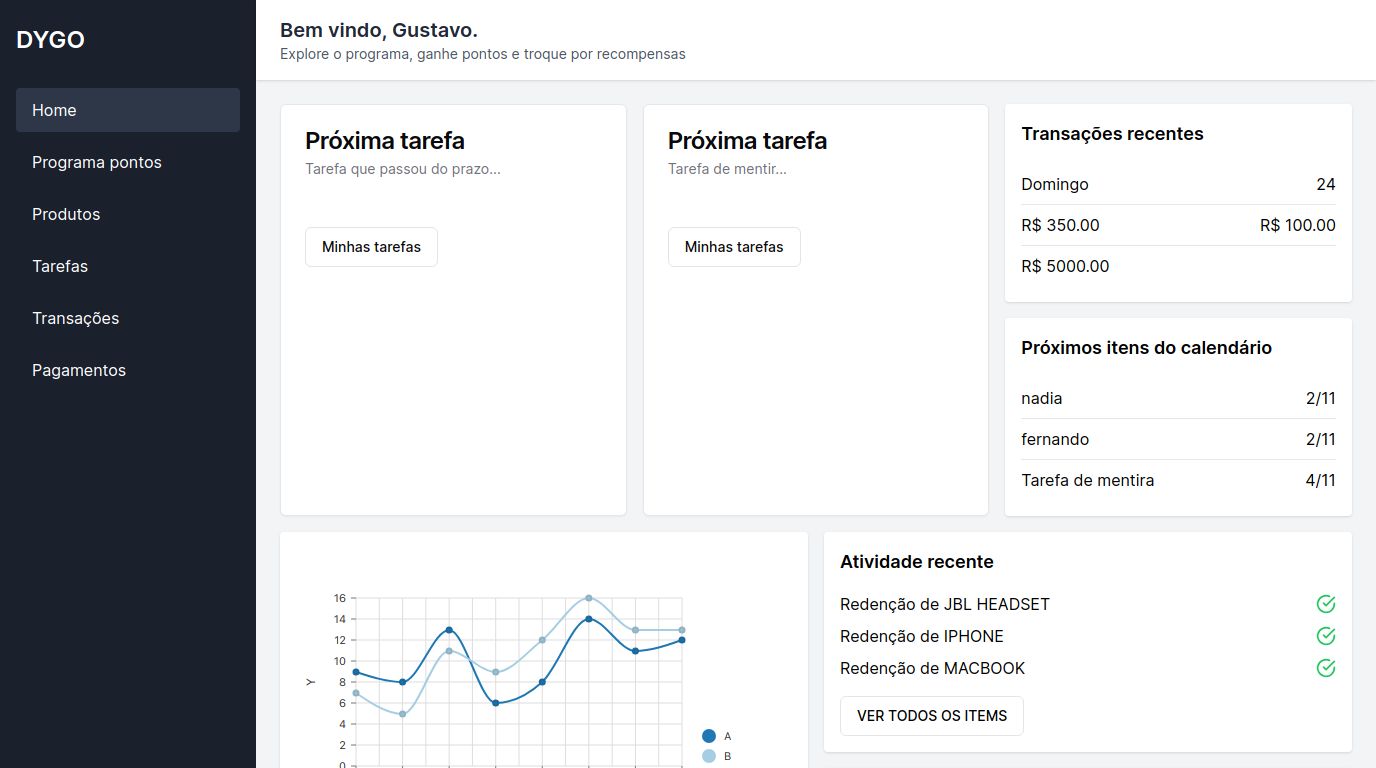 DYGO
Home
Programa pontos
Produtos
Tarefas
Transações
Pagamentos
Bem vindo, Gustavo.
Explore o programa, ganhe pontos e troque por recompensas
Próxima tarefa
Tarefa que passou do prazo...
Minhas tarefas
Próxima tarefa
Tarefa de mentir...
Minhas tarefas
Transações recentes
Domingo 24
R$ 350.00 R$ 100.00
R$ 5000.00
Próximos itens do calendário
nadia 2/11
fernando 2/11
Tarefa de mentira 4/11
16
14
12
10
8
6
4
2
0
Y
A
B
Atividade recente
Redenção de JBL HEADSET
Redenção de IPHONE
Redenção de MACBOOK
VER TODOS OS ITEMS